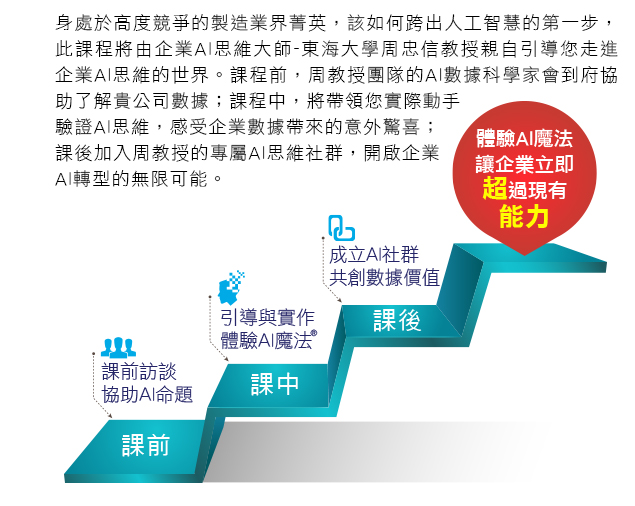 身處於高度競爭的製造業界菁英，該如何跨出人工智慧的第一步，
此課程將由企業AI思維大師-東海大學周忠信教授親自引導您走進
企業AI思維的世界。課程前，周教授團隊的AI數據科學家會到府協
助了解貴公司數據；課程中，將帶領您實際動手
驗證AI思維，感受企業數據帶來的意外驚喜；
課後加入周教授的專屬AI思維社群，開啟企業
AI轉型的無限可能。
體驗AI魔法
讓企業立即
超過現有
能力
成立AI社群
共創數據價值
課後
引導與實作
體驗AI魔法®
課中
課前訪談
協助AI命題
課前